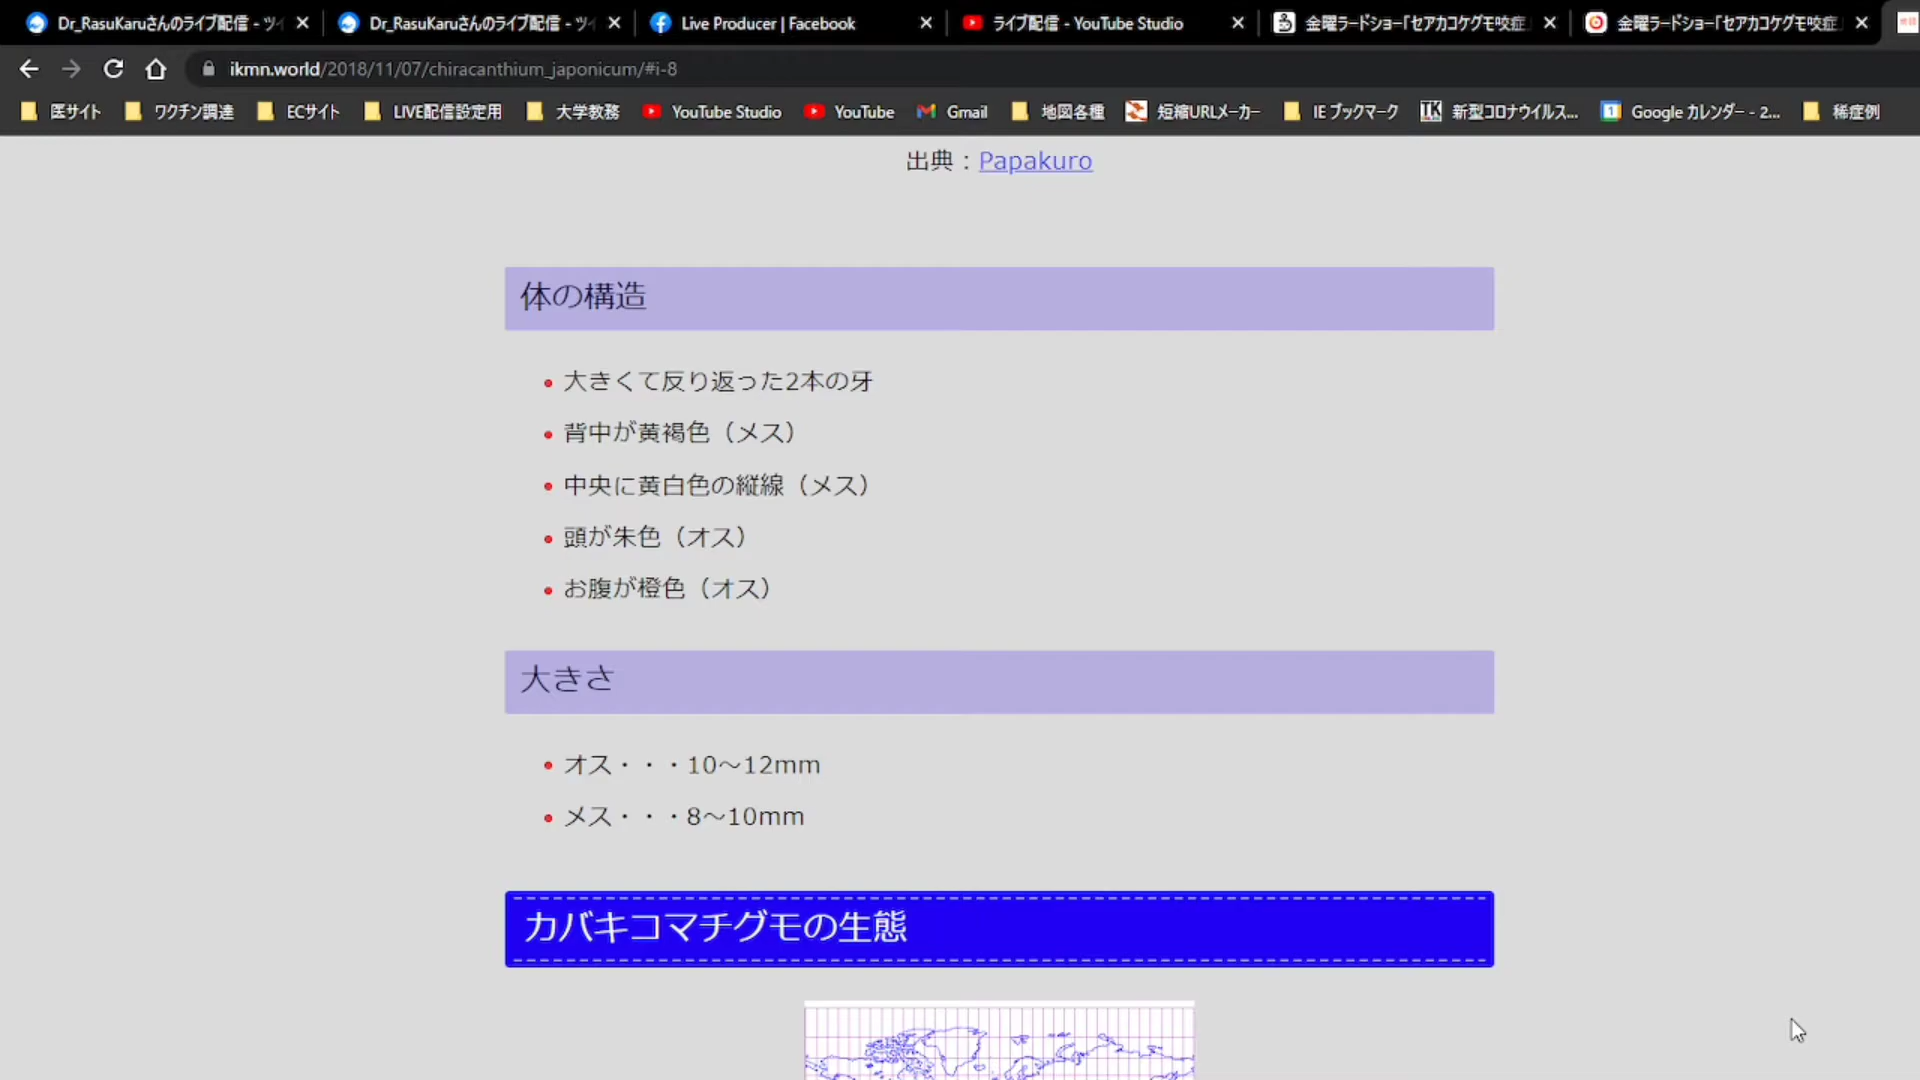 Dr_RasuKaruさんのライブ配信 - ツイ
Dr_RasuKaruさんのライブ配信 - ツイ
Live Producer | Facebook
ライブ配信 - YouTube Studio
金曜ラードショー「セアカコケグモ咬症
金曜ラードショー「セアカコケグモ咬症
ikmn.world/2018/11/07/chiracanthium_japonicum/#i-8
医サイト
ワクチン調達
ECサイト
LIVE配信設定用
大学教務
YouTube Studio
YouTube
Gmail
地図各種
短縮URLメーカー
IE ブックマーク
新型コロナウイルス...
Google カレンダー - 2...
稀症例
出典：Papakuro
体の構造
大きくて反り返った2本の牙
背中が黄褐色（メス）
中央に黄白色の縦線（メス）
頭が朱色（オス）
お腹が橙色（オス）
大きさ
オス・・・10～12mm
メス・・・8～10mm
カバキコマチグモの生態